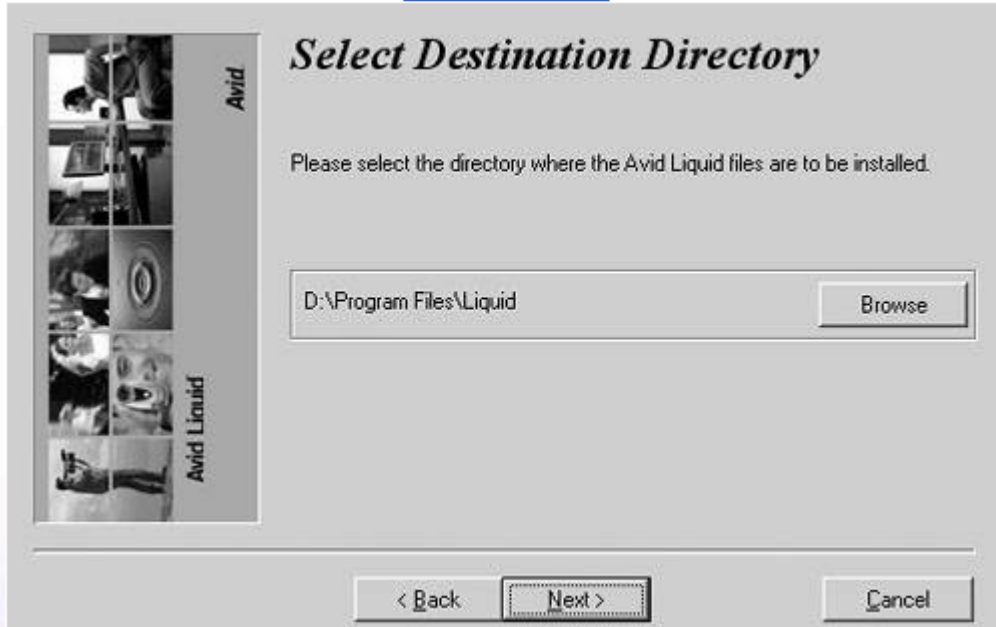 Select Destination Directory
Avid
Please select the directory where the Avid Liquid files are to be installed.
D:\Program Files\Liquid
Browse
Avid Liquid
< Back
Next >
Cancel